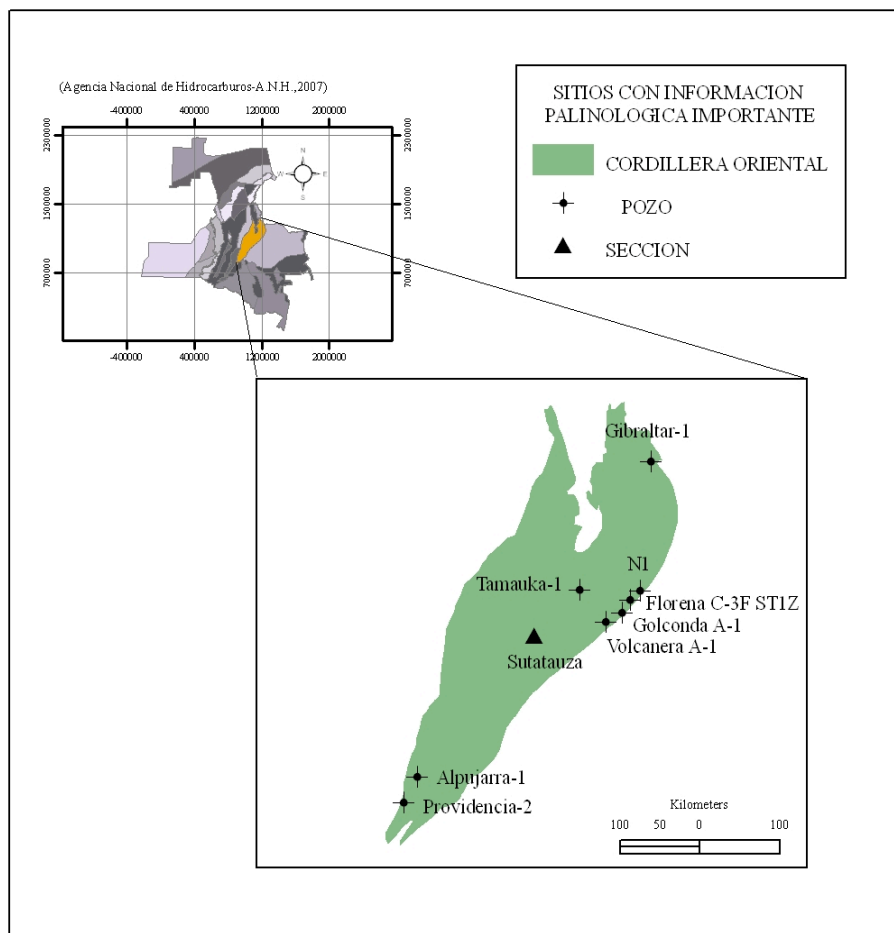 (Agencia Nacional de Hidrocarburos-A.N.H.,2007)
-400000 400000 1200000 2000000
2300000 2300000
N
W E
S
1500000 1500000
700000 700000
-400000 400000 1200000 2000000
SITIOS CON INFORMACION
PALINOLOGICA IMPORTANTE
CORDILLERA ORIENTAL
POZO
SECCION
Gibraltar-1
N1
Tamauka-1
Florena C-3F ST1Z
Golconda A-1
Volcanera A-1
Sutatauza
Alpujarra-1
Providencia-2
Kilometers
100 50 0 100